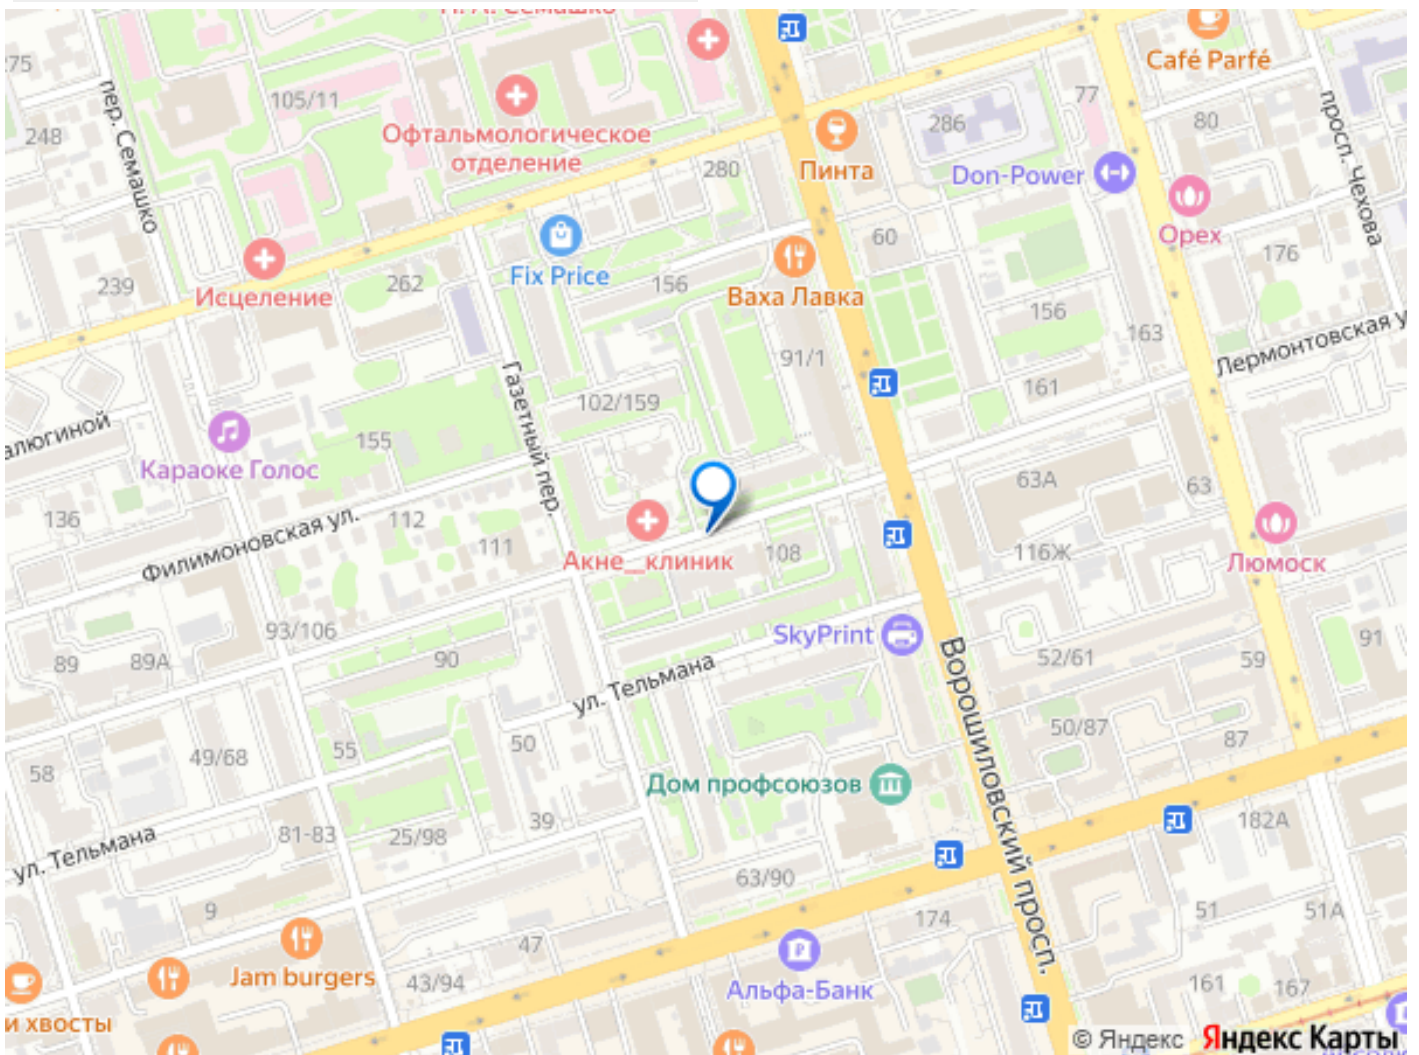 Н. А. Семашко
Café Parfé
275
пер. Семашко
105/11
248
Офтальмологическое
отделение
280
Пинта
286
77
80
Don-Power
просп. Чехова
Орех
60
176
239
Исцеление
262
Fix Price
156
Ваха Лавка
156
163
Лермонтовская у
91/1
161
Газетный пер.
102/159
алюгиной
155
Караоке Голос
63А
63
136
Филимоновская ул.
112
111
Акне__клиник
108
116Ж
Люмоск
93/106
89
89А
90
SkyPrint
52/61
59
91
ул. Тельмана
Ворошиловский просп.
50/87
87
58
49/68
55
50
Дом профсоюзов
ул. Тельмана
81-83
25/98
39
182А
63/90
9
174
51
51А
47
Jam burgers
43/94
Альфа-Банк
161
167
и хвосты
© Яндекс Яндекс Карты